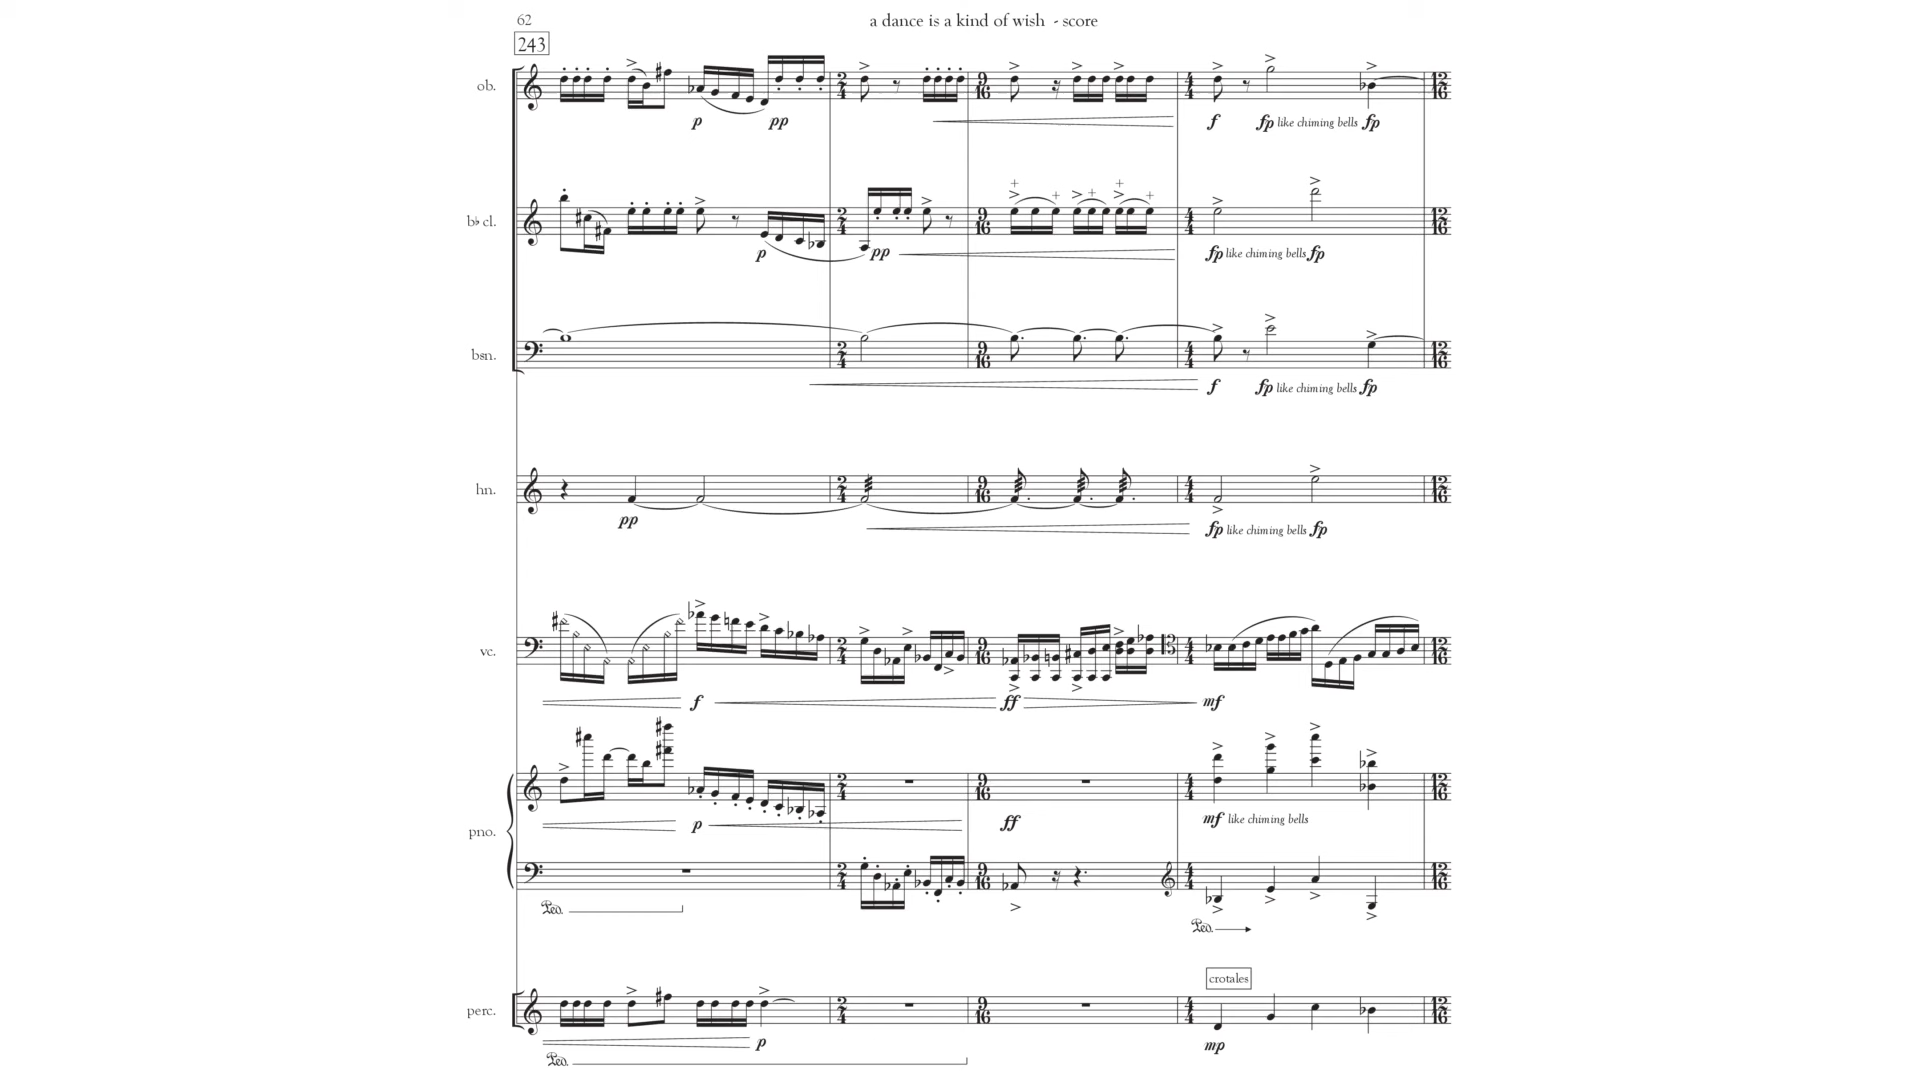 62
a dance is a kind of wish - score
243
ob.
p
pp
f
fp like chiming bells fp
b♭ cl.
p
pp
fp like chiming bells fp
bsn.
f
fp like chiming bells fp
hn.
pp
fp like chiming bells fp
vc.
f
ff
mf
pno.
p
ff
mf like chiming bells
Ped.
Ped.
crotales
perc.
p
mp
Ped.